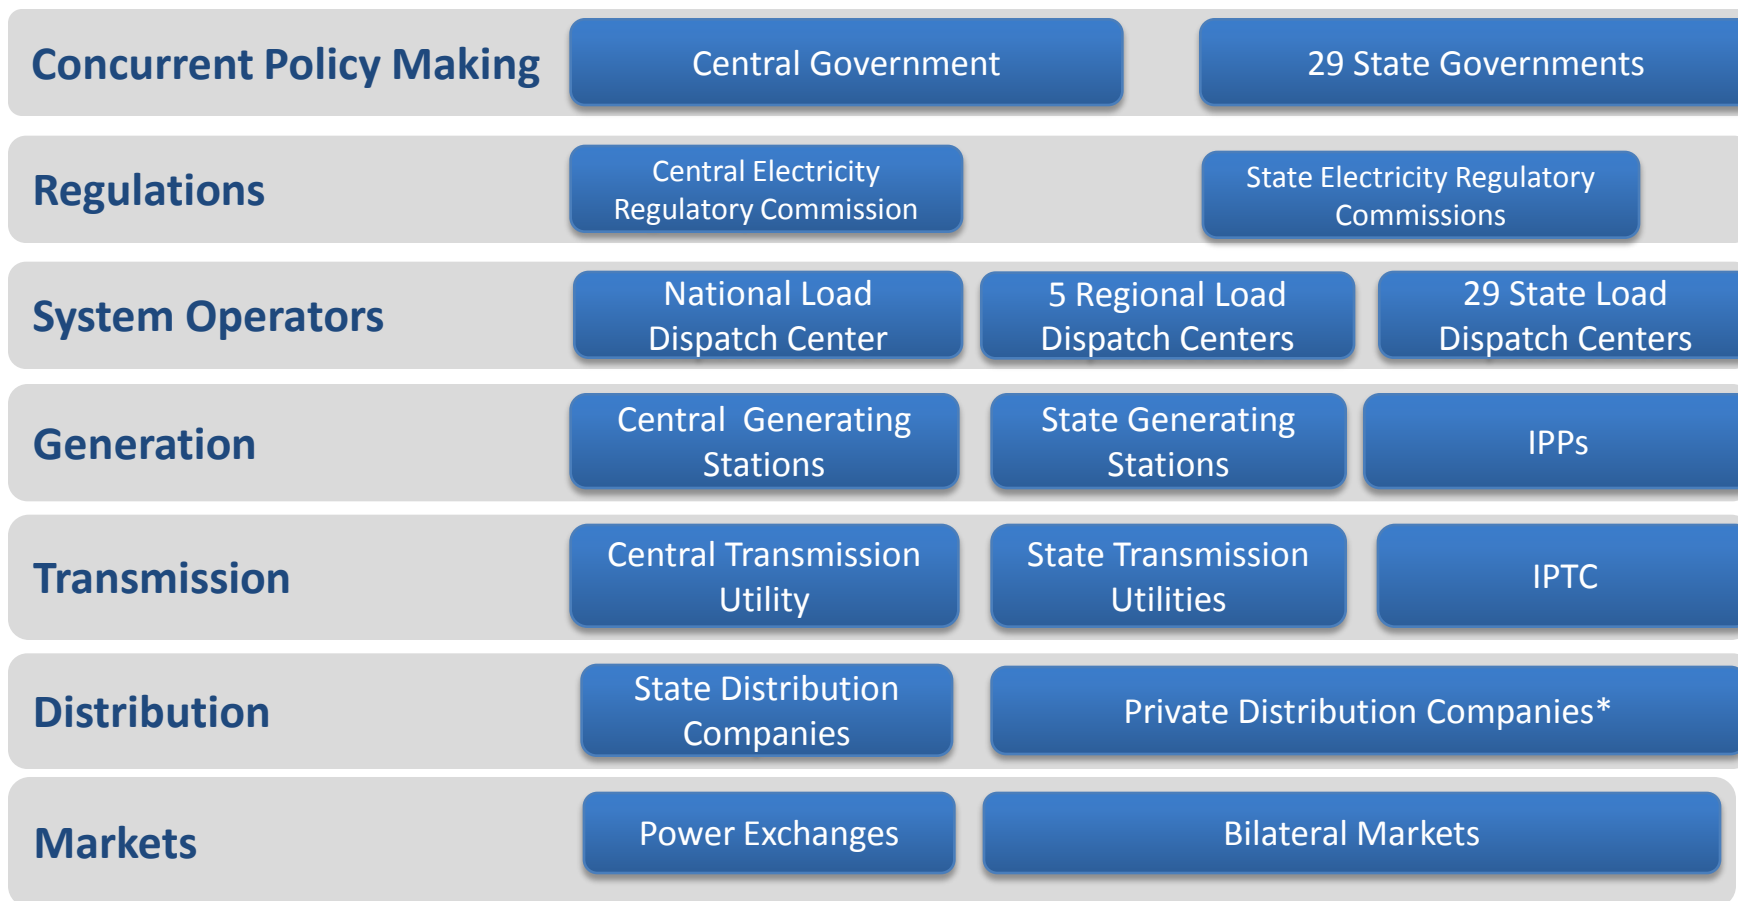 Concurrent Policy Making
Central Government
29 State Governments
Regulations
Central Electricity
Regulatory Commission
State Electricity Regulatory
Commissions
System Operators
National Load
Dispatch Center
5 Regional Load
Dispatch Centers
29 State Load
Dispatch Centers
Generation
Central  Generating
Stations
State Generating
Stations
IPPs
Transmission
Central Transmission
Utility
State Transmission
Utilities
IPTC
Distribution
State Distribution
Companies
Private Distribution Companies*
Markets
Power Exchanges
Bilateral Markets